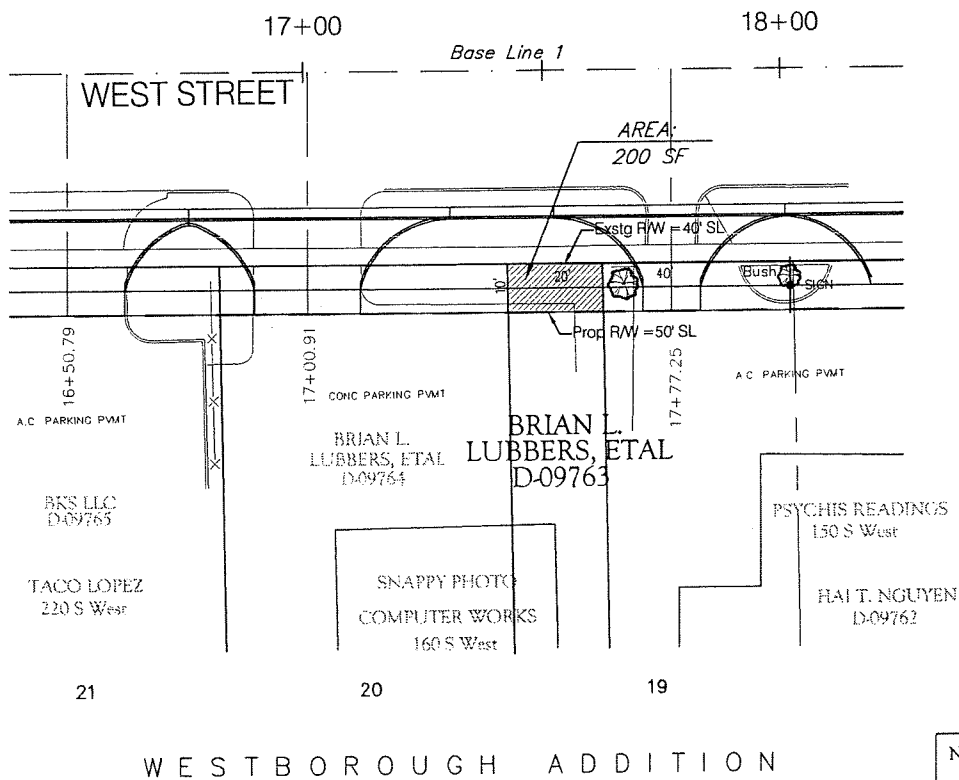 17+00
18+00
Base Line 1
WEST STREET
AREA:
200 SF
Exstg R/W = 40' SL
10'
20'
40'
Bush
SIGN
Prop R/W = 50' SL
16+50.79
17+00.91
17+77.25
A.C. PARKING PVMT
CONC PARKING PVMT
A C PARKING PVMT
BRIAN L.
LUBBERS, ETAL
D-09764
BRIAN L.
LUBBERS, ETAL
D-09763
BKS LLC
D-09765
PSYCHIS READINGS
150 S West
TACO LOPEZ
220 S West
SNAPPY PHOTO
COMPUTER WORKS
160 S West
HAI T. NGUYEN
D-09762
21
20
19
WESTBOROUGH ADDITION
N